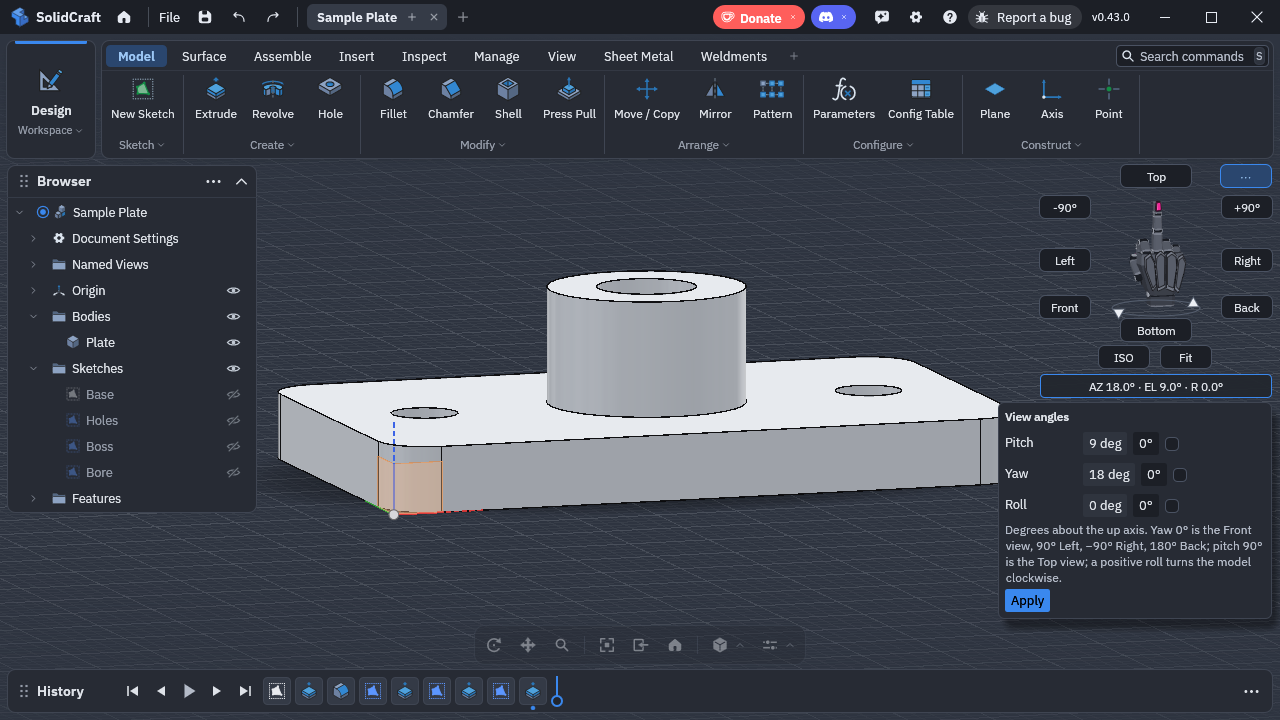 SolidCraft
File
Sample Plate
Donate
Report a bug
v0.43.0
Design
Workspace
Model
Surface
Assemble
Insert
Inspect
Manage
View
Sheet Metal
Weldments
Search commands
S
New Sketch
Extrude
Revolve
Hole
Fillet
Chamfer
Shell
Press Pull
Move / Copy
Mirror
Pattern
Parameters
Config Table
Plane
Axis
Point
Sketch
Create
Modify
Arrange
Configure
Construct
Browser
Sample Plate
Document Settings
Named Views
Origin
Bodies
Plate
Sketches
Base
Holes
Boss
Bore
Features
Top
-90°
+90°
Left
Right
Front
Back
Bottom
ISO
Fit
AZ 18.0° · EL 9.0° · R 0.0°
View angles
Pitch 9 deg 0°
Yaw 18 deg 0°
Roll 0 deg 0°
Degrees about the up axis. Yaw 0° is the Front
view, 90° Left, −90° Right, 180° Back; pitch 90°
is the Top view; a positive roll turns the model
clockwise.
Apply
History